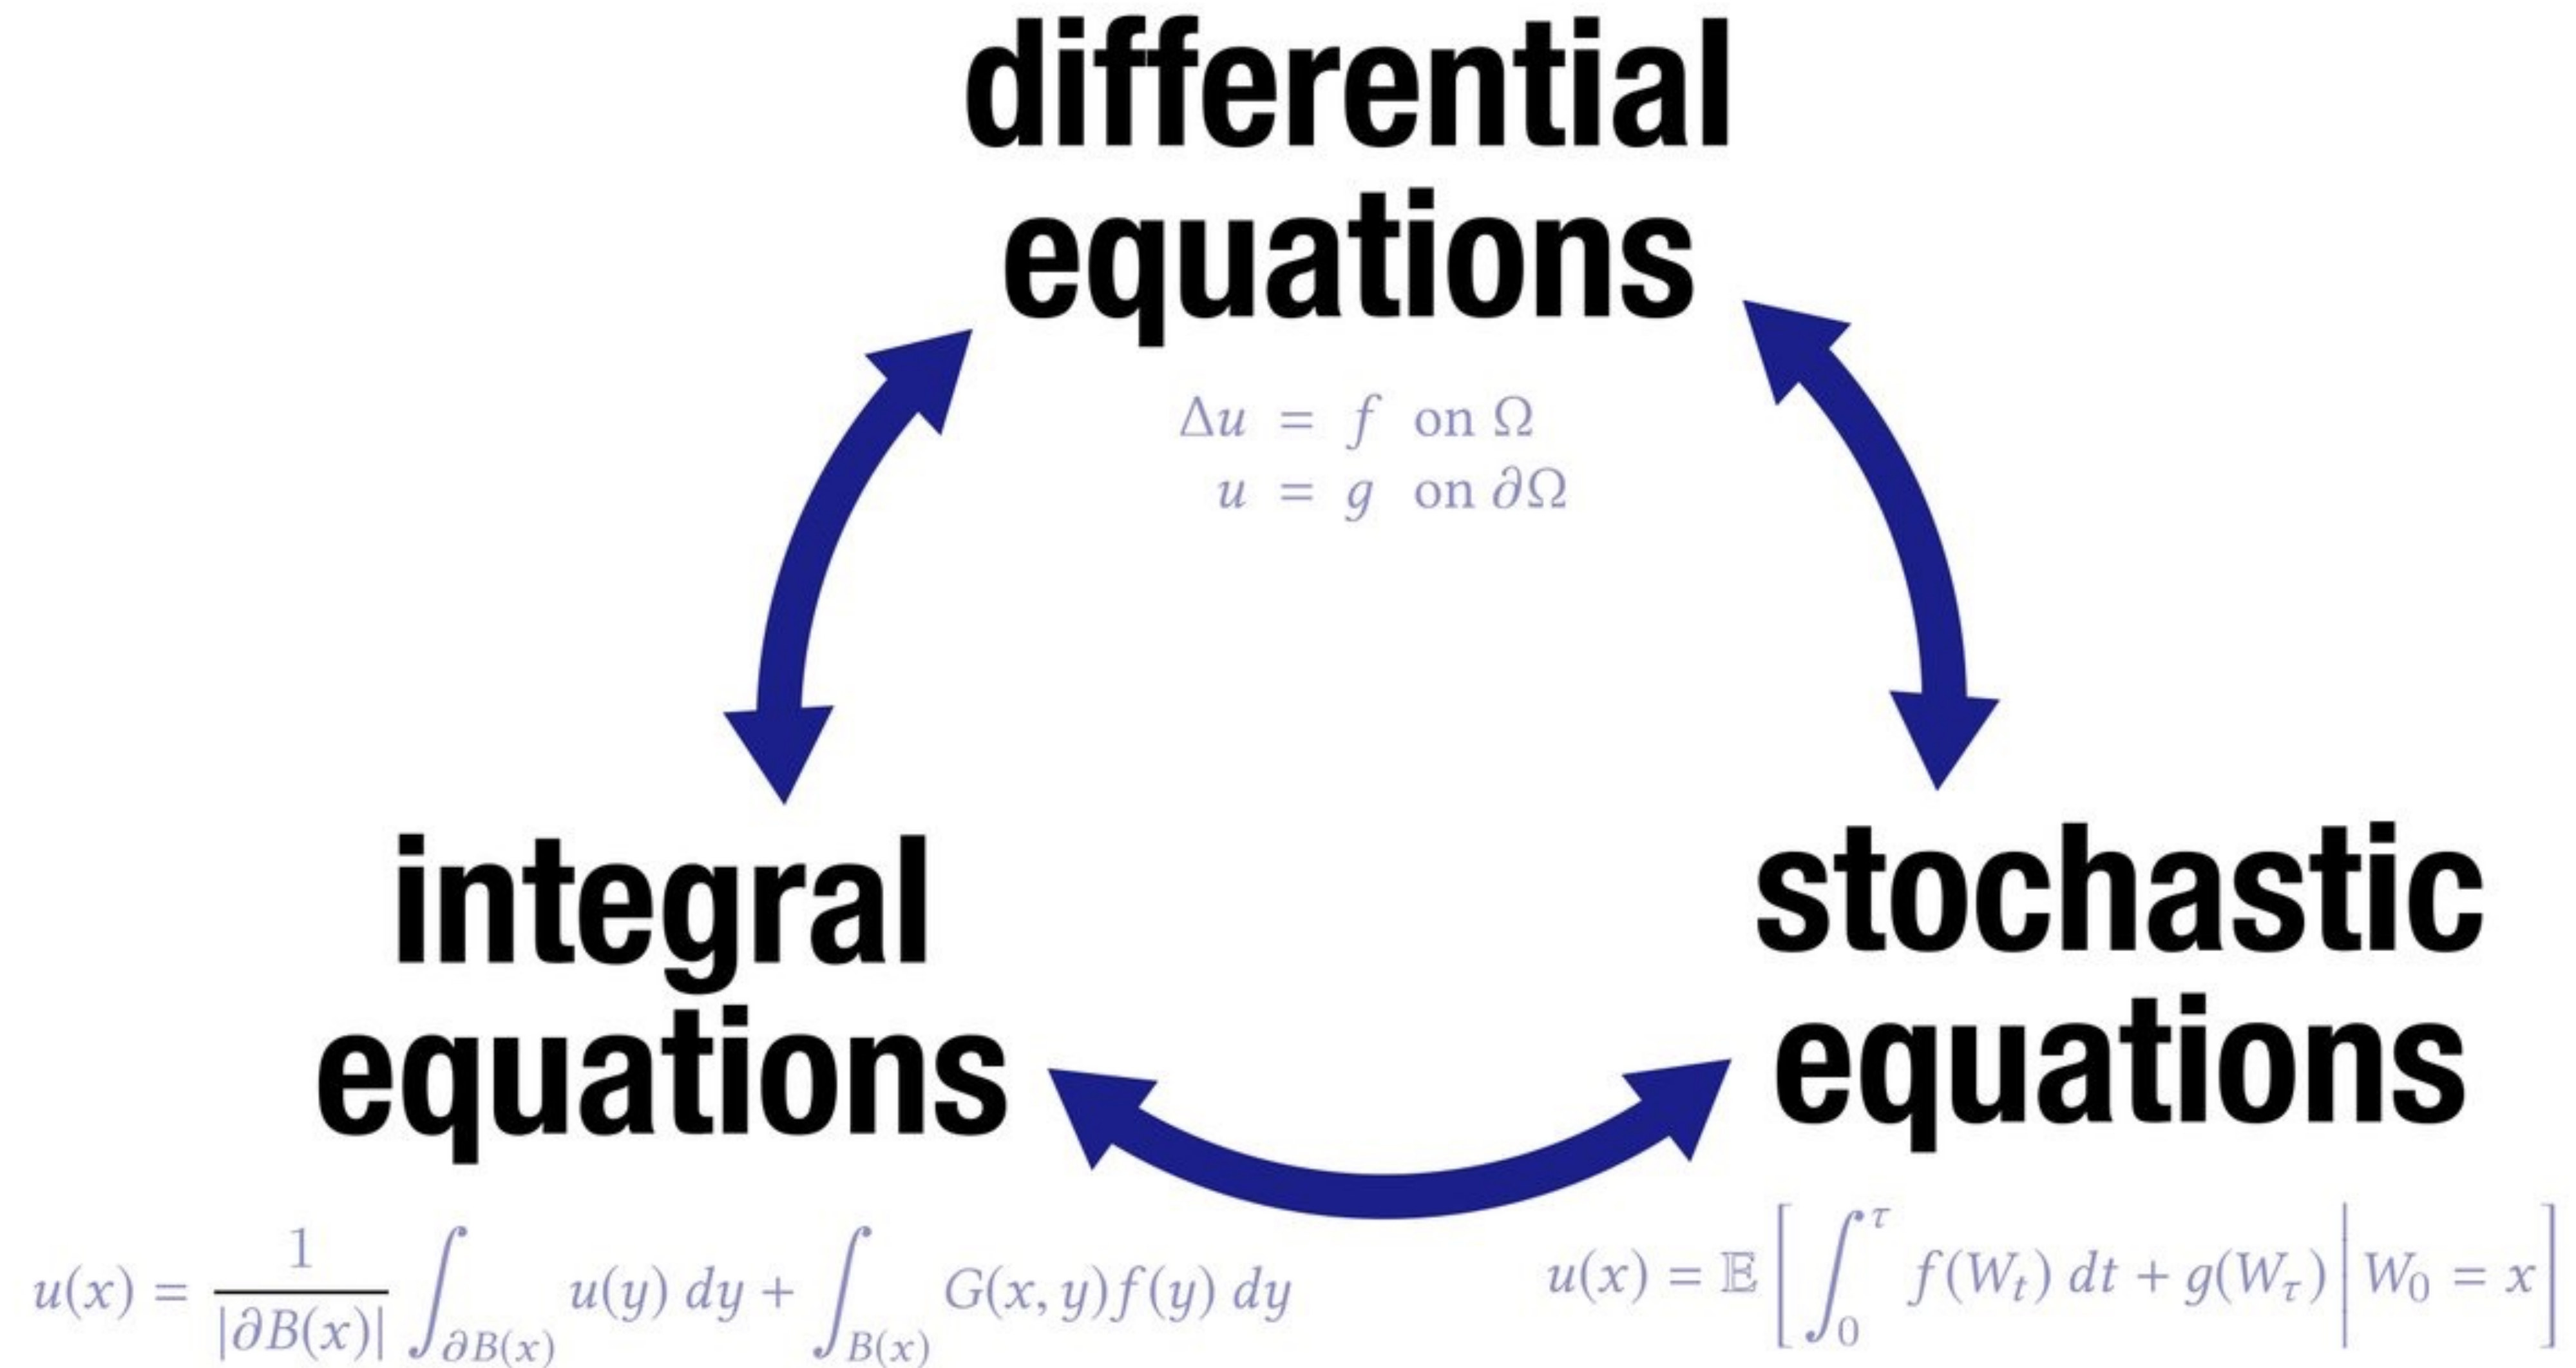 differential
equations
Δu = f on Ω
u = g on ∂Ω
integral
equations
u(x) = 1/|∂B(x)| ∫_{∂B(x)} u(y) dy + ∫_{B(x)} G(x, y)f(y) dy
stochastic
equations
u(x) = 𝔼[∫_0^τ f(W_t) dt + g(W_τ) | W_0 = x]